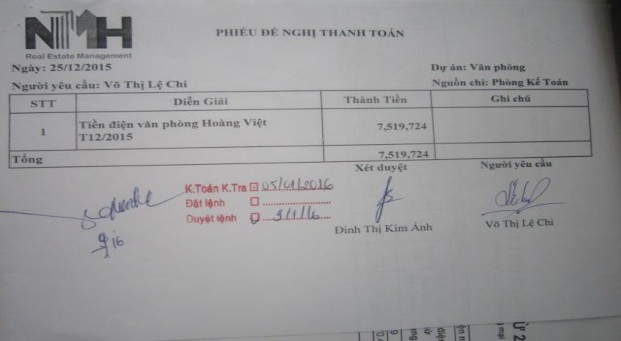 NMH
PHIẾU ĐỀ NGHỊ THANH TOÁN
Real Estate Management
Ngày: 25/12/2015
Dự án: Văn phòng
Người yêu cầu: Võ Thị Lệ Chi
Nguồn chi: Phòng Kế Toán
STT Diễn Giải Thành Tiền Ghi chú
1 Tiền điện văn phòng Hoàng Việt T12/2015 7,519,724
Tổng 7,519,724
Xét duyệt Người yêu cầu
K.Toán K.Tra 05/01/2016
Đặt lệnh
Duyệt lệnh
Đinh Thị Kim Ánh
Võ Thị Lệ Chi